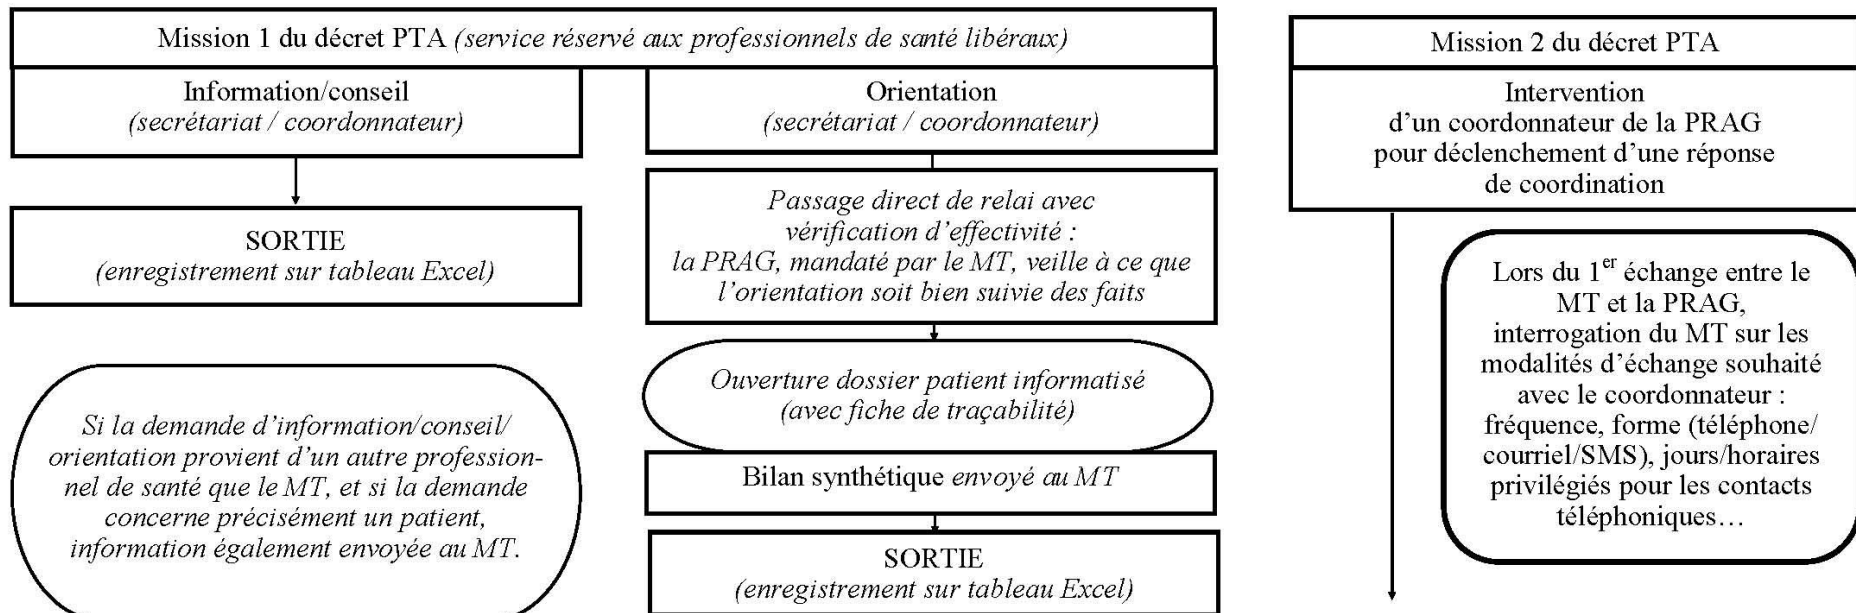 Mission 1 du décret PTA (service réservé aux professionnels de santé libéraux)
Information/conseil
(secrétariat / coordonnateur)
SORTIE
(enregistrement sur tableau Excel)
Si la demande d’information/conseil/
orientation provient d’un autre profession-
nel de santé que le MT, et si la demande
concerne précisément un patient,
information également envoyée au MT.
Orientation
(secrétariat / coordonnateur)
Passage direct de relai avec
vérification d’effectivité :
la PRAG, mandaté par le MT, veille à ce que
l’orientation soit bien suivie des faits
Ouverture dossier patient informatisé
(avec fiche de traçabilité)
Bilan synthétique envoyé au MT
SORTIE
(enregistrement sur tableau Excel)
Mission 2 du décret PTA
Intervention
d’un coordonnateur de la PRAG
pour déclenchement d’une réponse
de coordination
Lors du 1er échange entre le
MT et la PRAG,
interrogation du MT sur les
modalités d’échange souhaité
avec le coordonnateur :
fréquence, forme (téléphone/
courriel/SMS), jours/horaires
privilégiés pour les contacts
téléphoniques…